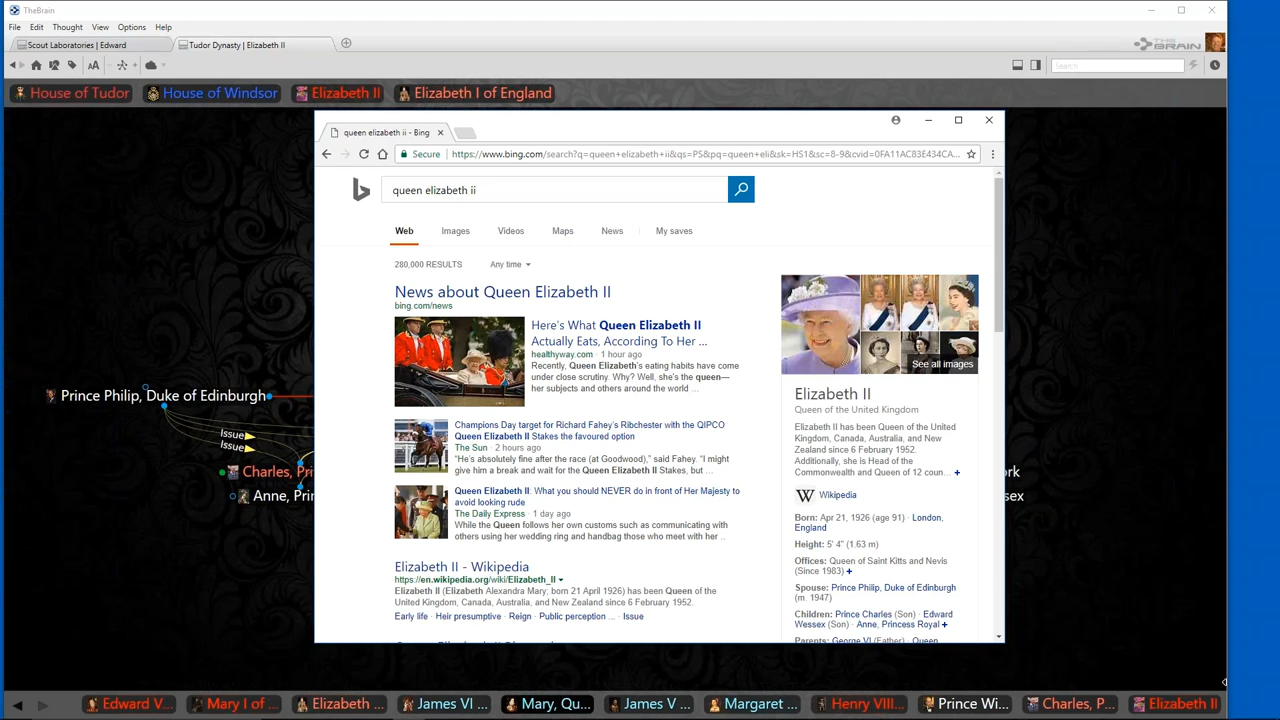 TheBrain
File Edit Thought View Options Help
Scout Laboratories | Edward
Tudor Dynasty | Elizabeth II
THE BRAIN
AA
Search
House of Tudor
House of Windsor
Elizabeth II
Elizabeth I of England
queen elizabeth ii - Bing
Secure
https://www.bing.com/search?q=queen+elizabeth+ii&qs=PS&pq=queen+eli&sk=HS1&sc=8-9&cvid=0FA11AC83E434CA...
queen elizabeth ii
Web Images Videos Maps News My saves
280,000 RESULTS Any time
News about Queen Elizabeth II
bing.com/news
Here's What Queen Elizabeth II
Actually Eats, According To Her ...
healthyway.com · 1 hour ago
Recently, Queen Elizabeth's eating habits have come
under close scrutiny. Why? Well, she's the queen—
her subjects and others around the world ...
Champions Day target for Richard Fahey's Ribchester with the QIPCO
Queen Elizabeth II Stakes the favoured option
The Sun · 2 hours ago
"He's absolutely fine after the race (at Goodwood)," said Fahey. "I might
give him a break and wait for the Queen Elizabeth II Stakes, but ...
Queen Elizabeth II: What you should NEVER do in front of Her Majesty to
avoid looking rude
The Daily Express · 1 day ago
While the Queen follows her own customs such as communicating with
others using her wedding ring and handbag those who meet with her ..
Elizabeth II - Wikipedia
https://en.wikipedia.org/wiki/Elizabeth_II
Elizabeth II (Elizabeth Alexandra Mary; born 21 April 1926) has been Queen of the
United Kingdom, Canada, Australia, and New Zealand since 6 February 1952.
Early life · Heir presumptive · Reign · Public perception ... · Issue
See all images
Elizabeth II
Queen of the United Kingdom
Elizabeth II has been Queen of the United
Kingdom, Canada, Australia, and New
Zealand since 6 February 1952.
Additionally, she is Head of the
Commonwealth and Queen of 12 coun...
W Wikipedia
Born: Apr 21, 1926 (age 91) · London,
England
Height: 5' 4" (1.63 m)
Offices: Queen of Saint Kitts and Nevis
(Since 1983)
Spouse: Prince Philip, Duke of Edinburgh
(m. 1947)
Children: Prince Charles (Son) · Edward
Wessex (Son) · Anne, Princess Royal
Parents: George VI (Father) · Queen
Prince Philip, Duke of Edinburgh
Issue
Issue
Charles, Pri
Anne, Prin
ork
sex
Edward V...
Mary I of ...
Elizabeth ...
James VI ...
Mary, Qu...
James V ...
Margaret ...
Henry VIII...
Prince Wi...
Charles, P...
Elizabeth II